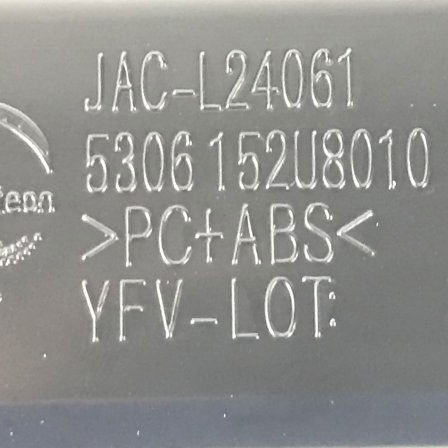 JAC-L24061
5306152U8010
>PC+ABS<
YFV-LOT: